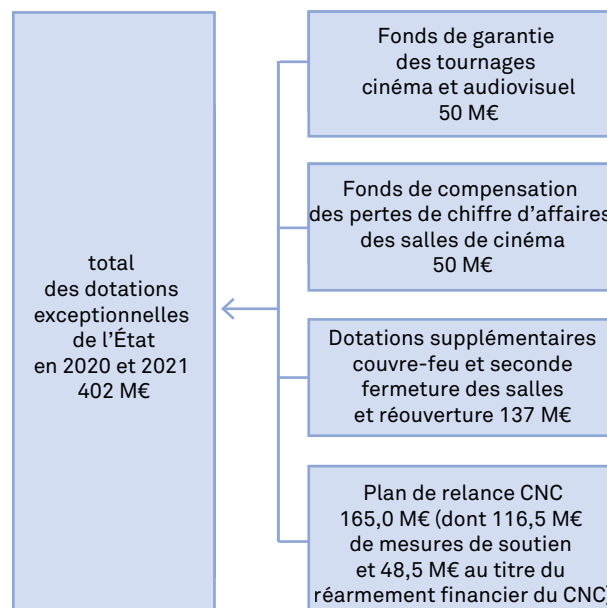 total
des dotations
exceptionnelles
de l'État
en 2020 et 2021
402 M€
Fonds de garantie
des tournages
cinéma et audiovisuel
50 M€
Fonds de compensation
des pertes de chiffre d'affaires
des salles de cinéma
50 M€
Dotations supplémentaires
couvre-feu et seconde
fermeture des salles
et réouverture 137 M€
Plan de relance CNC
165,0 M€ (dont 116,5 M€
de mesures de soutien
et 48,5 M€ au titre du
réarmement financier du CNC)